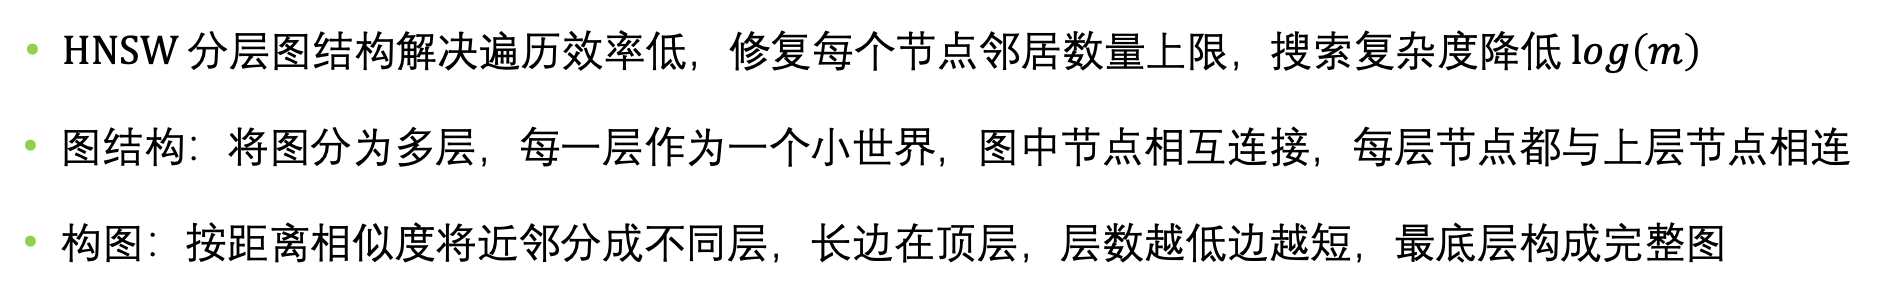 • HNSW 分层图结构解决遍历效率低，修复每个节点邻居数量上限，搜索复杂度降低 log(m)
• 图结构：将图分为多层，每一层作为一个小世界，图中节点相互连接，每层节点都与上层节点相连
• 构图：按距离相似度将近邻分成不同层，长边在顶层，层数越低边越短，最底层构成完整图